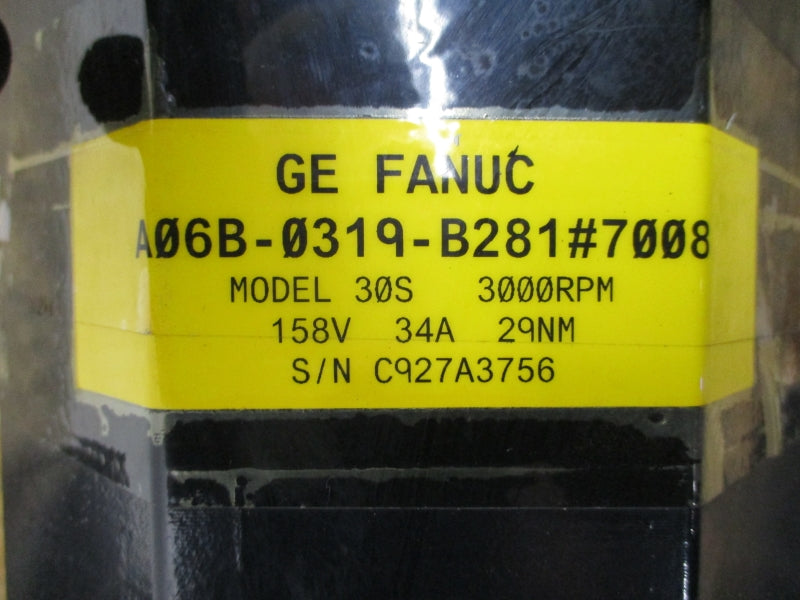 GE FANUC
A06B-0319-B281#7008
MODEL 30S 3000RPM
158V 34A 29NM
S/N C927A3756